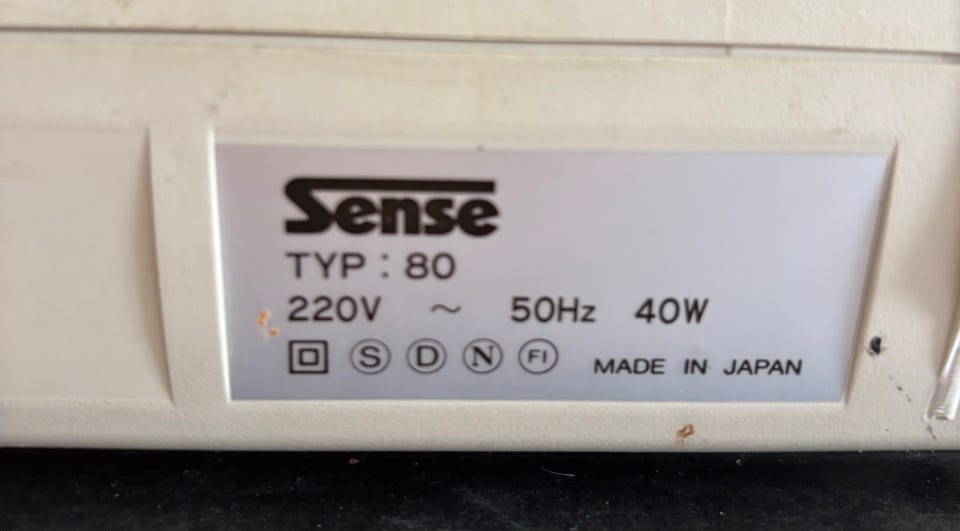 Sense
TYP : 80
220V ~ 50Hz 40W
S D N FI MADE IN JAPAN